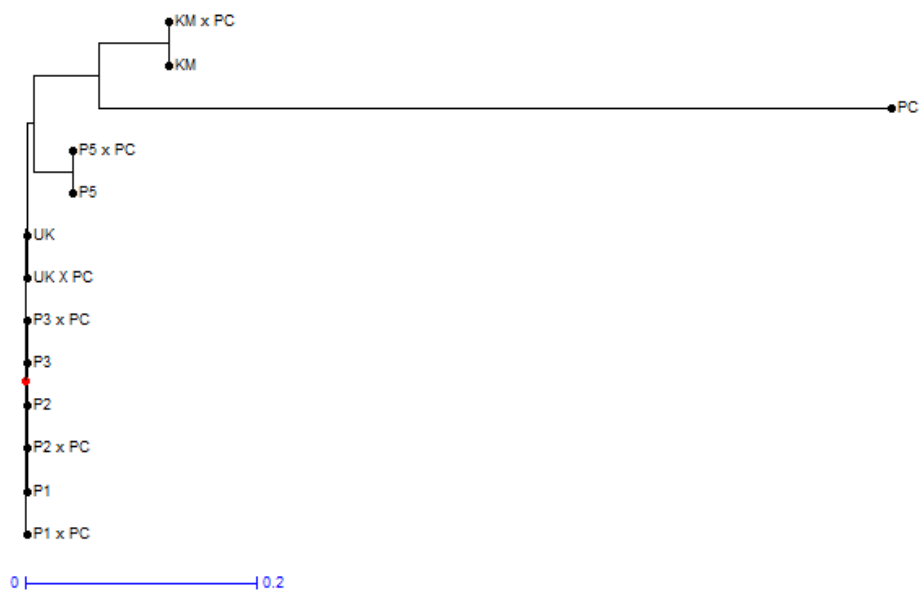 KM x PC
KM
PC
P5 x PC
P5
UK
UK X PC
P3 x PC
P3
P2
P2 x PC
P1
P1 x PC
0 0.2